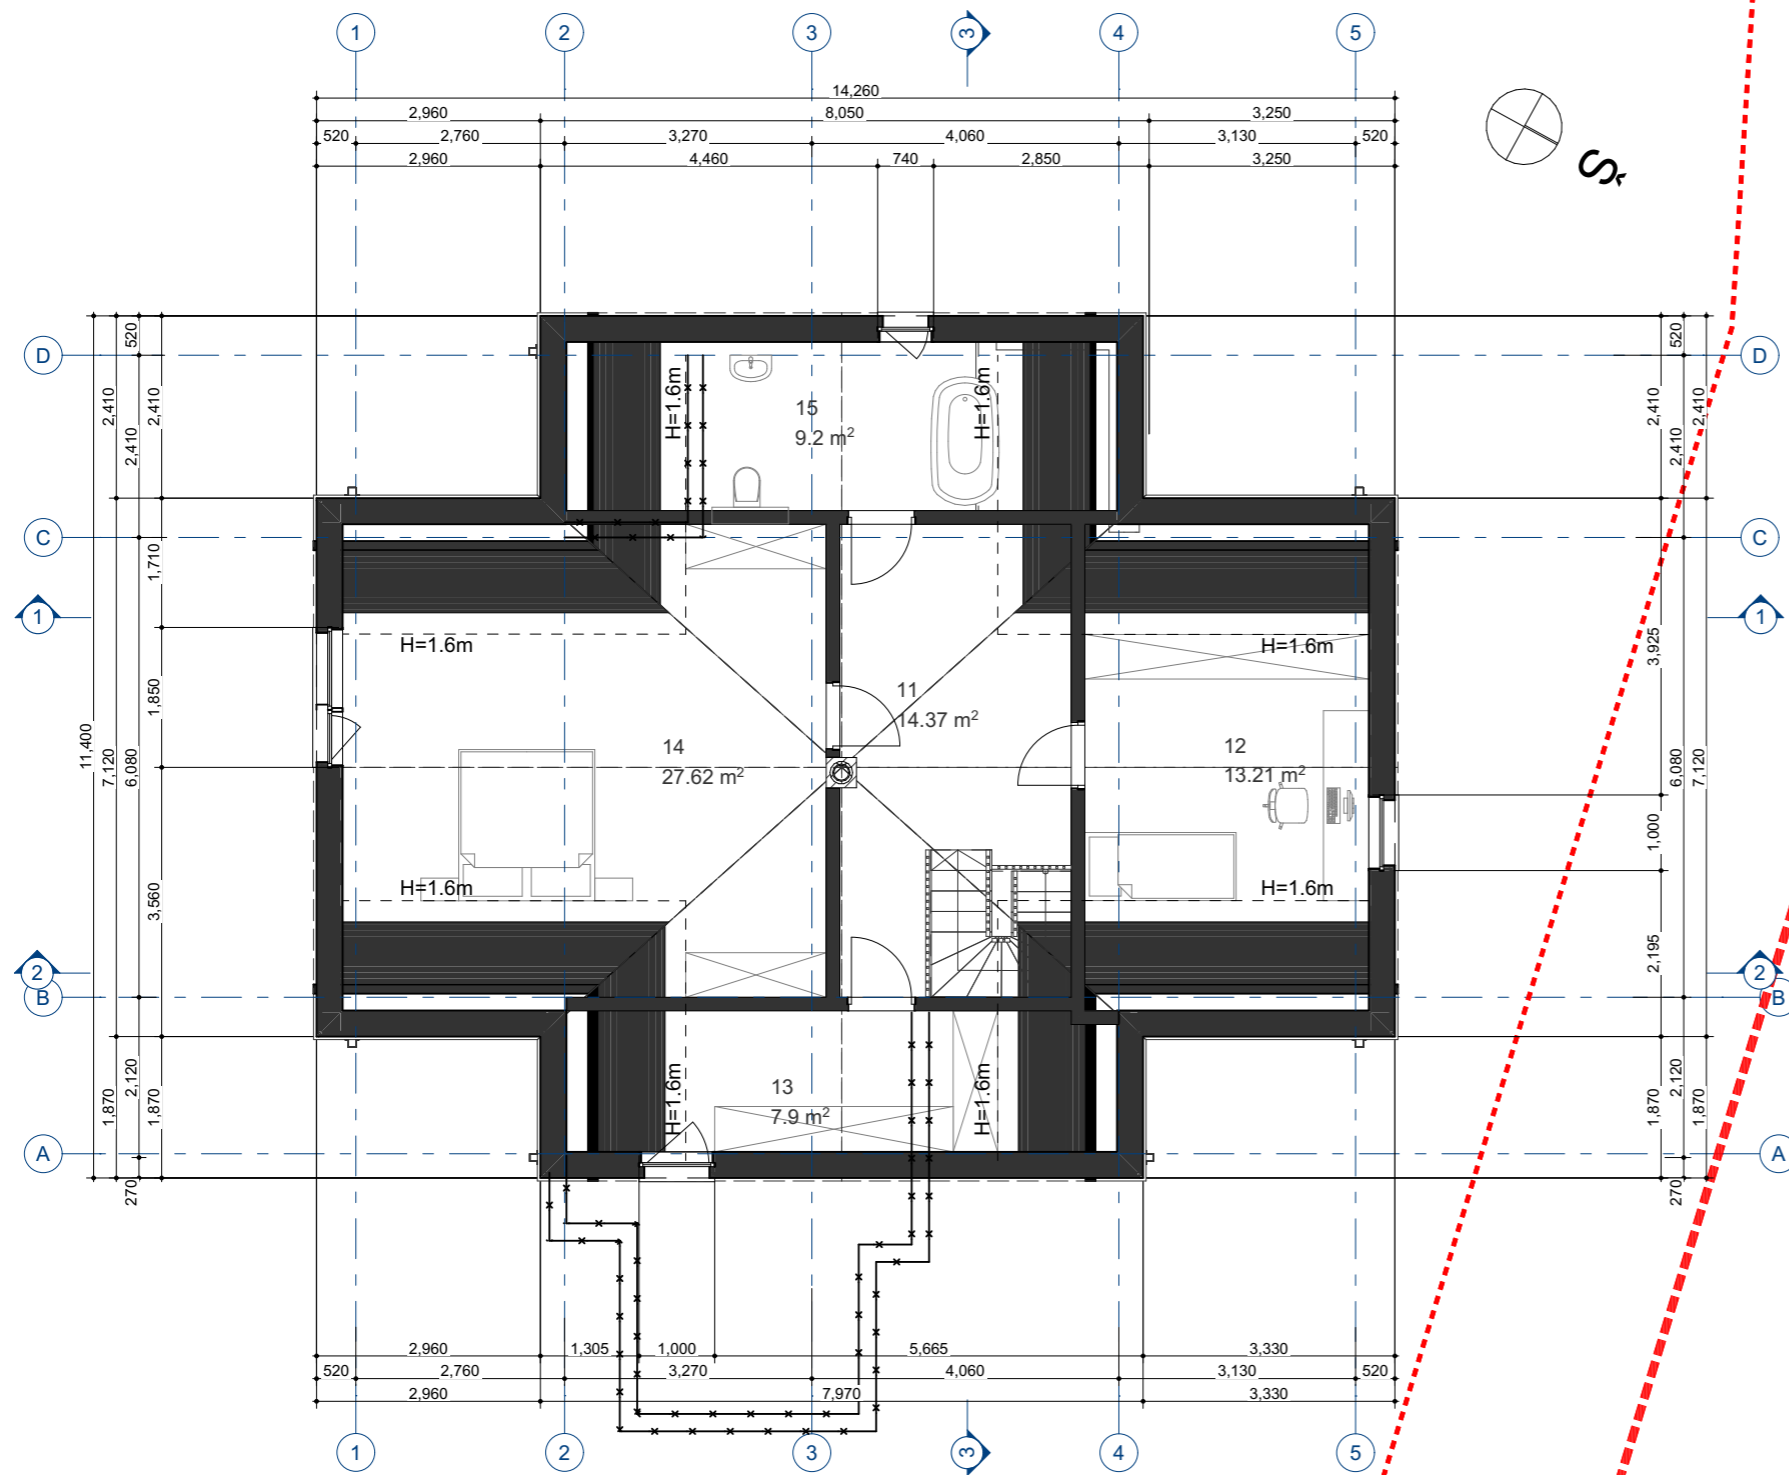 1 2 3 3 4 5
14,260
2,960 8,050 3,250
520 2,760 3,270 4,060 3,130 520
2,960 4,460 740 2,850 3,250
Š
D D
C C
1 1
2 2
B B
A A
11,400
2,410 7,120 1,870
520 2,410 6,080 2,120 270
2,410 1,710 1,850 3,560 1,870
2,410 3,925 1,000 2,195 1,870
520 2,410 6,080 2,120 270
2,410 7,120 1,870
H=1.6m H=1.6m
15
9.2 m²
H=1.6m H=1.6m
11
14.37 m²
14
27.62 m²
12
13.21 m²
H=1.6m H=1.6m
H=1.6m H=1.6m
13
7.9 m²
2,960 1,305 1,000 5,665 3,330
520 2,760 3,270 4,060 3,130 520
2,960 7,970 3,330
1 2 3 3 4 5